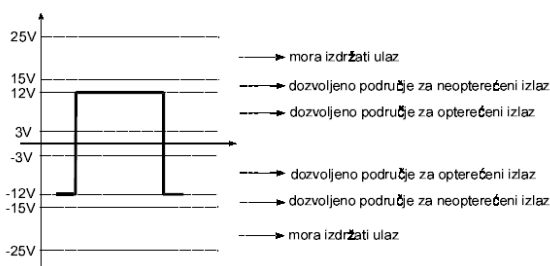 25V
mora izdržati ulaz
15V
dozvoljeno područje za neopterećeni izlaz
12V
dozvoljeno područje za opterećeni izlaz
3V
-3V
dozvoljeno područje za opterećeni izlaz
-12V
dozvoljeno područje za neopterećeni izlaz
-15V
mora izdržati ulaz
-25V